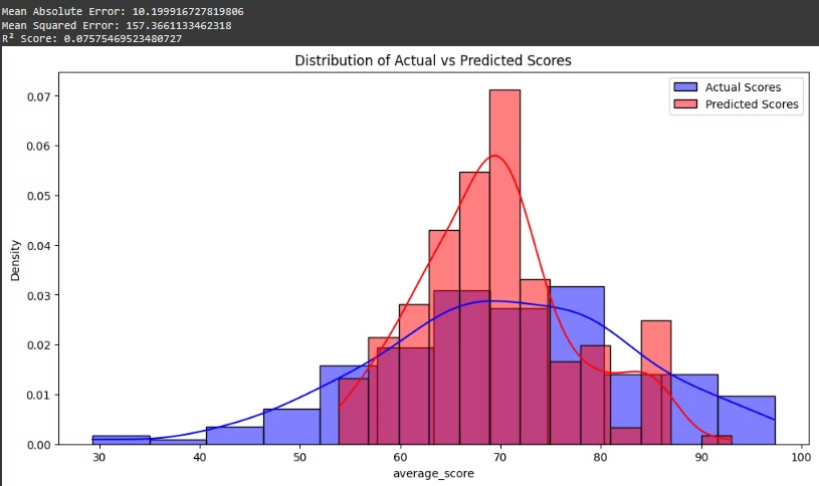 Mean Absolute Error: 10.199916727819806
Mean Squared Error: 157.3661133462318
R² Score: 0.07575469523480727
Distribution of Actual vs Predicted Scores
Actual Scores
Predicted Scores
0.07
0.06
0.05
0.04
0.03
0.02
0.01
0.00
Density
30 40 50 60 70 80 90 100
average_score